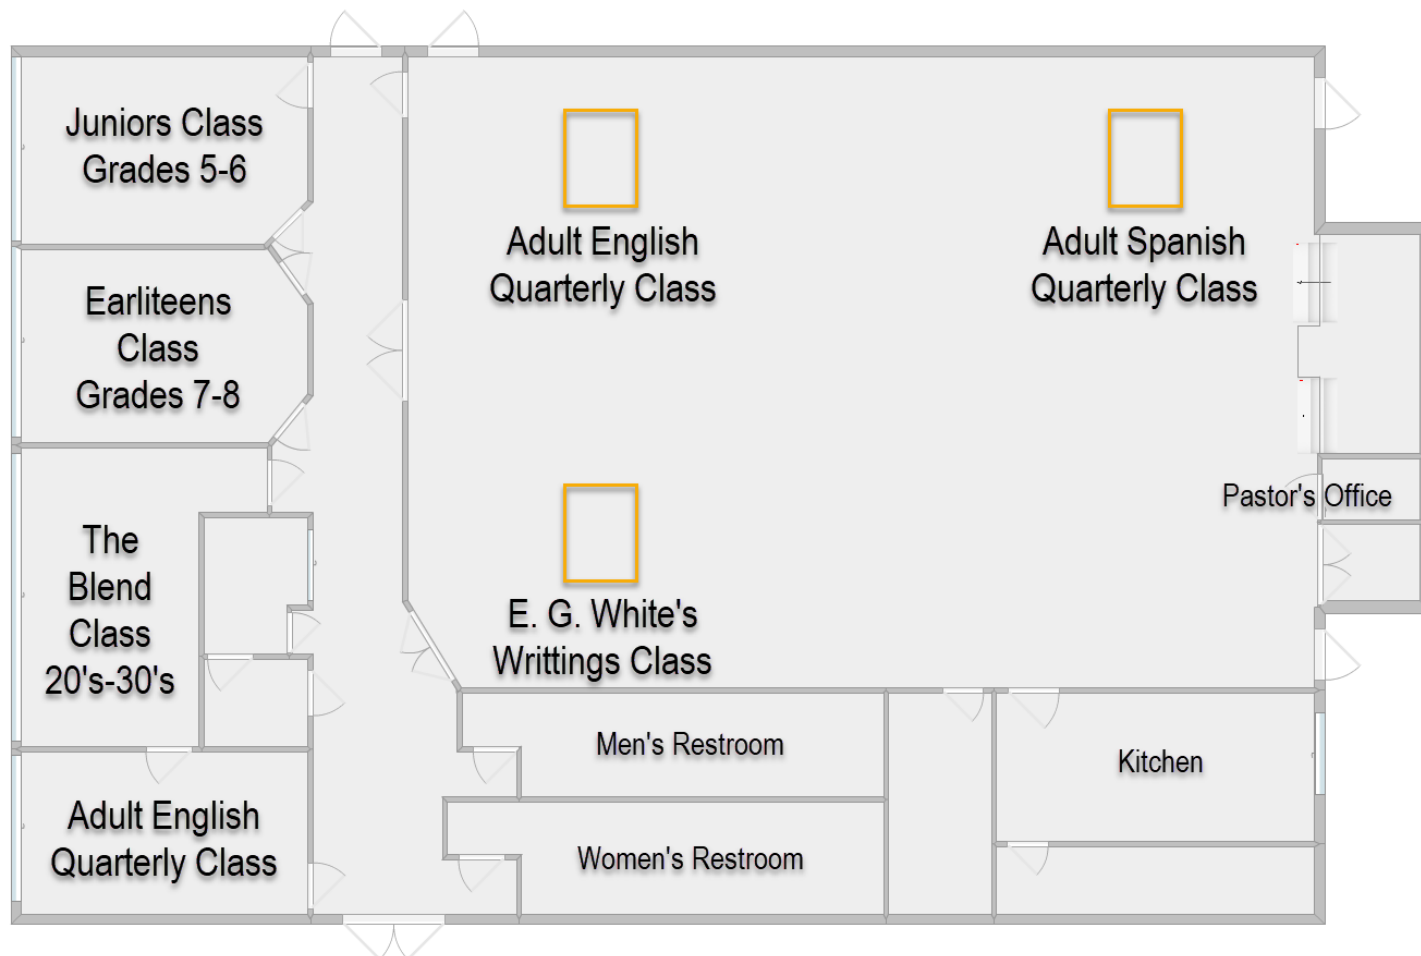 Juniors Class
Grades 5-6
Adult English
Quarterly Class
Adult Spanish
Quarterly Class
Earliteens
Class
Grades 7-8
Pastor's Office
The
Blend
Class
20's-30's
E. G. White's
Writtings Class
Men's Restroom
Kitchen
Adult English
Quarterly Class
Women's Restroom